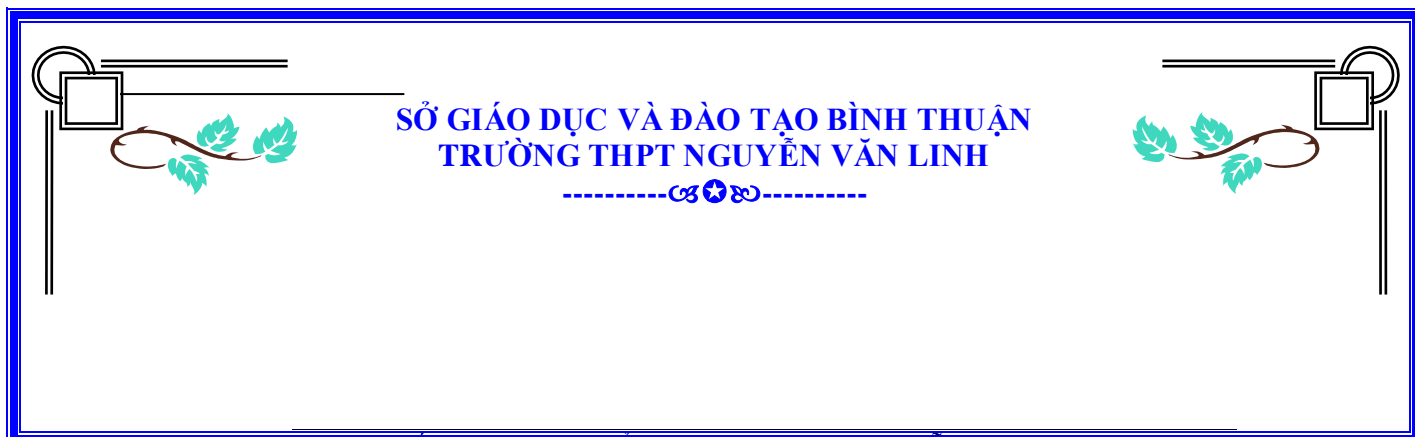 SỞ GIÁO DỤC VÀ ĐÀO TẠO BÌNH THUẬN
TRƯỜNG THPT NGUYỄN VĂN LINH
----------ଓ✪ଓ----------